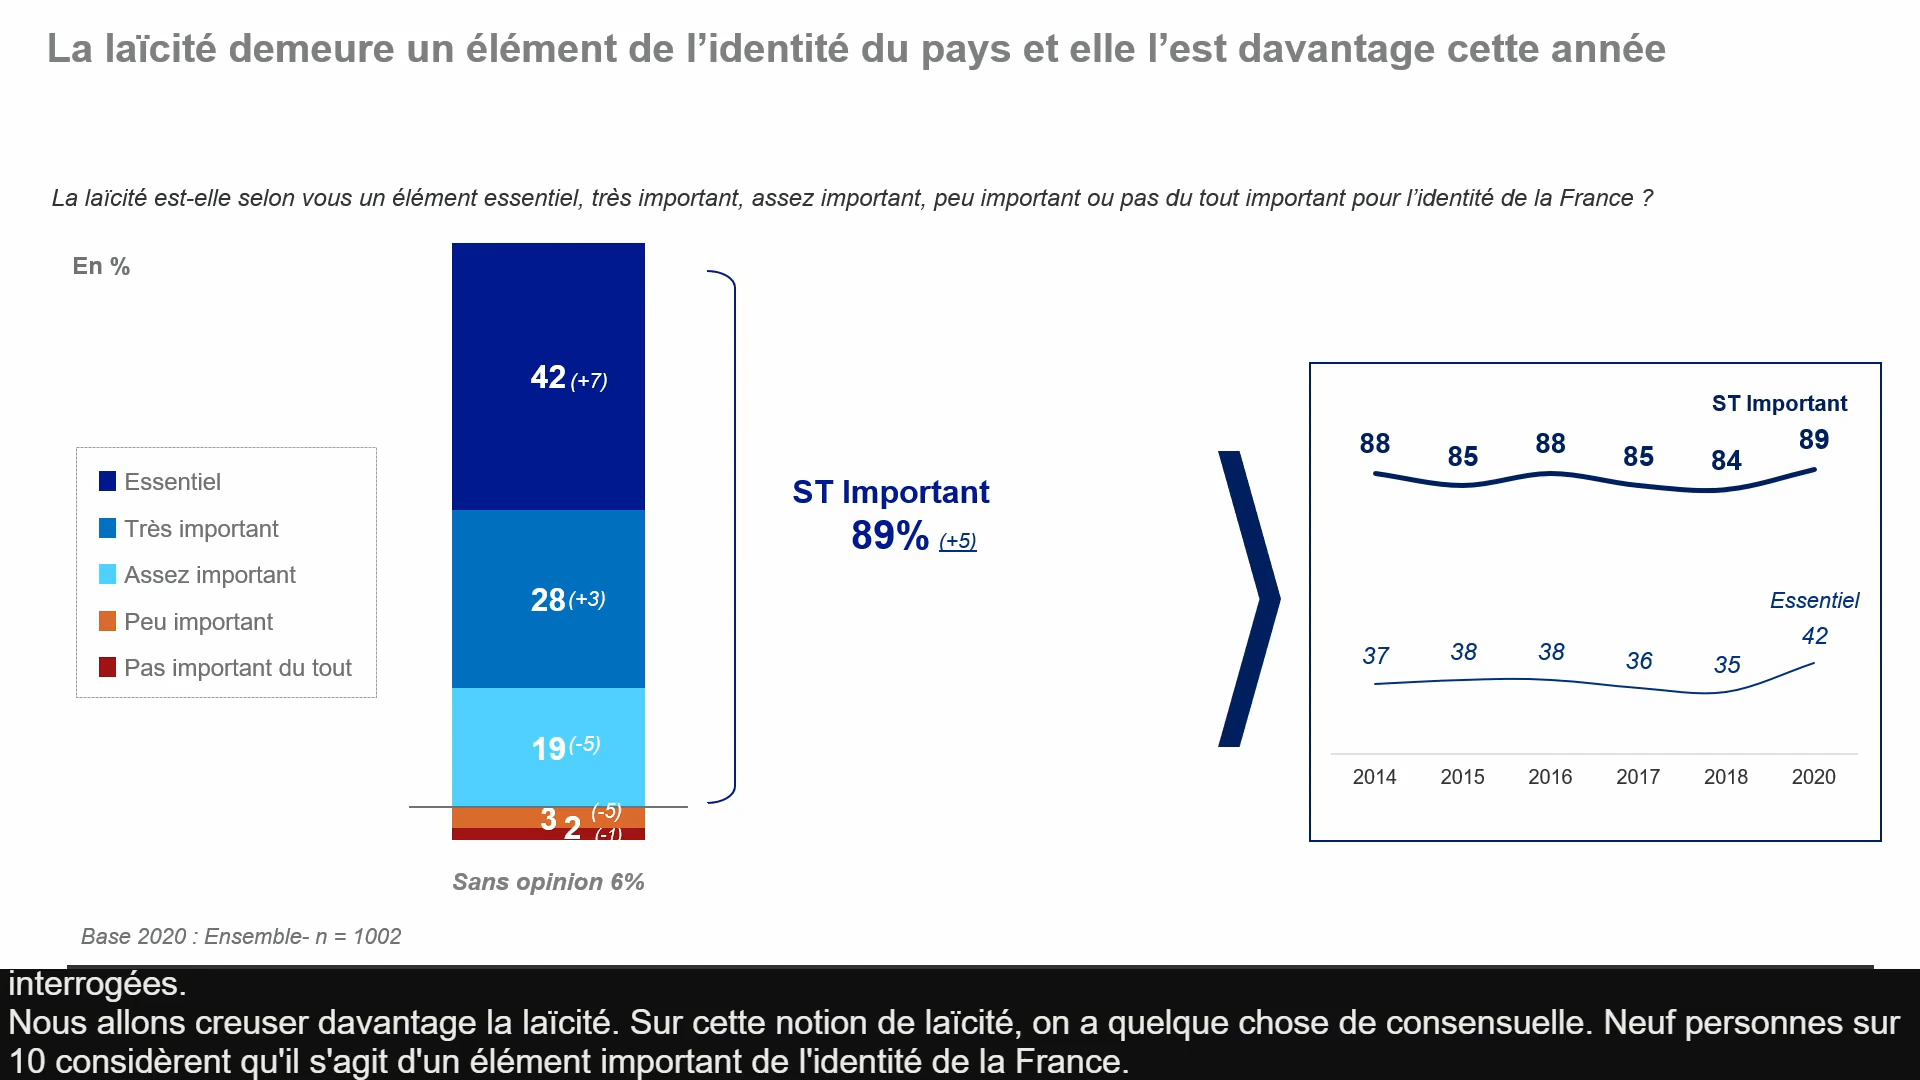 La laïcité demeure un élément de l’identité du pays et elle l’est davantage cette année
La laïcité est-elle selon vous un élément essentiel, très important, assez important, peu important ou pas du tout important pour l’identité de la France ?
En %
Essentiel
Très important
Assez important
Peu important
Pas important du tout
42 (+7)
28 (+3)
19 (-5)
3 (-5)
2 (-1)
Sans opinion 6%
ST Important
89% (+5)
ST Important
88 85 88 85 84 89
Essentiel
37 38 38 36 35 42
2014 2015 2016 2017 2018 2020
Base 2020 : Ensemble- n = 1002
interrogées.
Nous allons creuser davantage la laïcité. Sur cette notion de laïcité, on a quelque chose de consensuelle. Neuf personnes sur
10 considèrent qu'il s'agit d'un élément important de l'identité de la France.